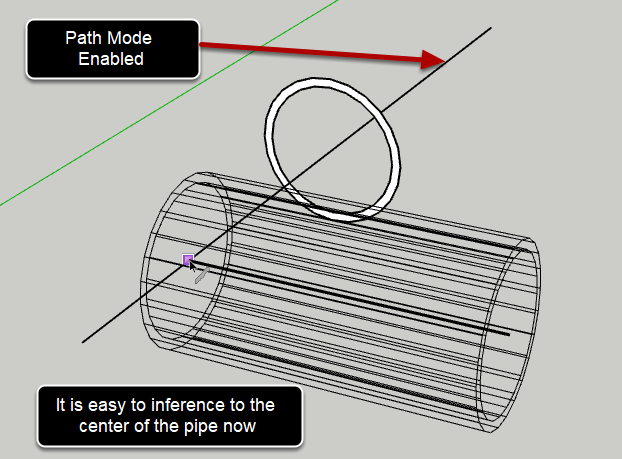 Path Mode
Enabled
It is easy to inference to the
center of the pipe now